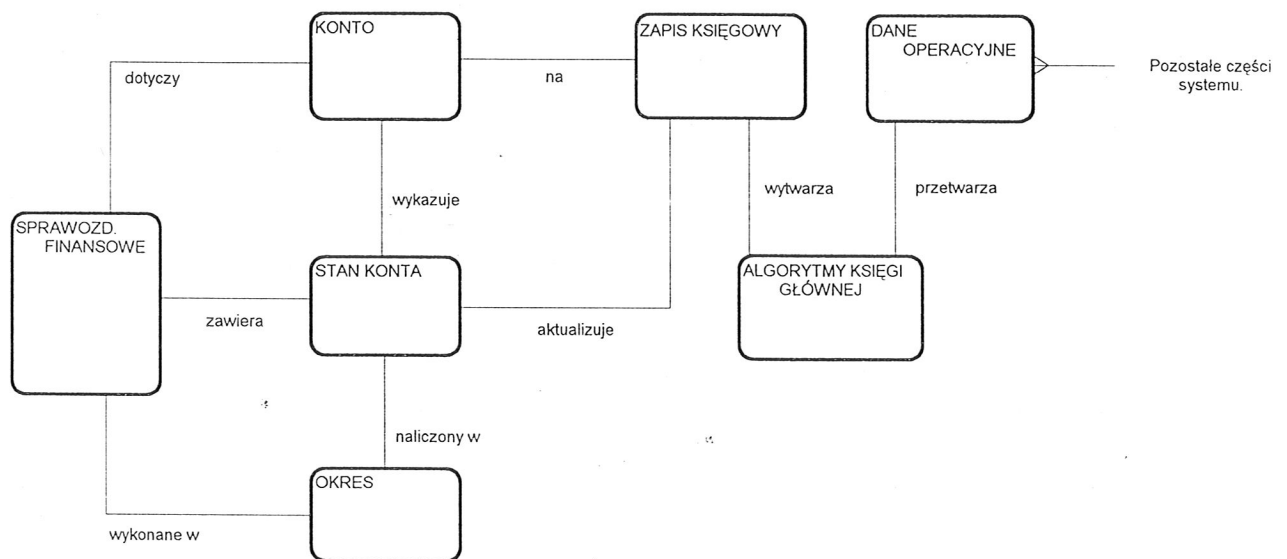 KONTO
ZAPIS KSIĘGOWY
DANE
OPERACYJNE
Pozostałe części
systemu.
dotyczy
na
wykazuje
wytwarza
przetwarza
SPRAWOZD.
FINANSOWE
STAN KONTA
ALGORYTMY KSIĘGI
GŁÓWNEJ
zawiera
aktualizuje
naliczony w
OKRES
wykonane w